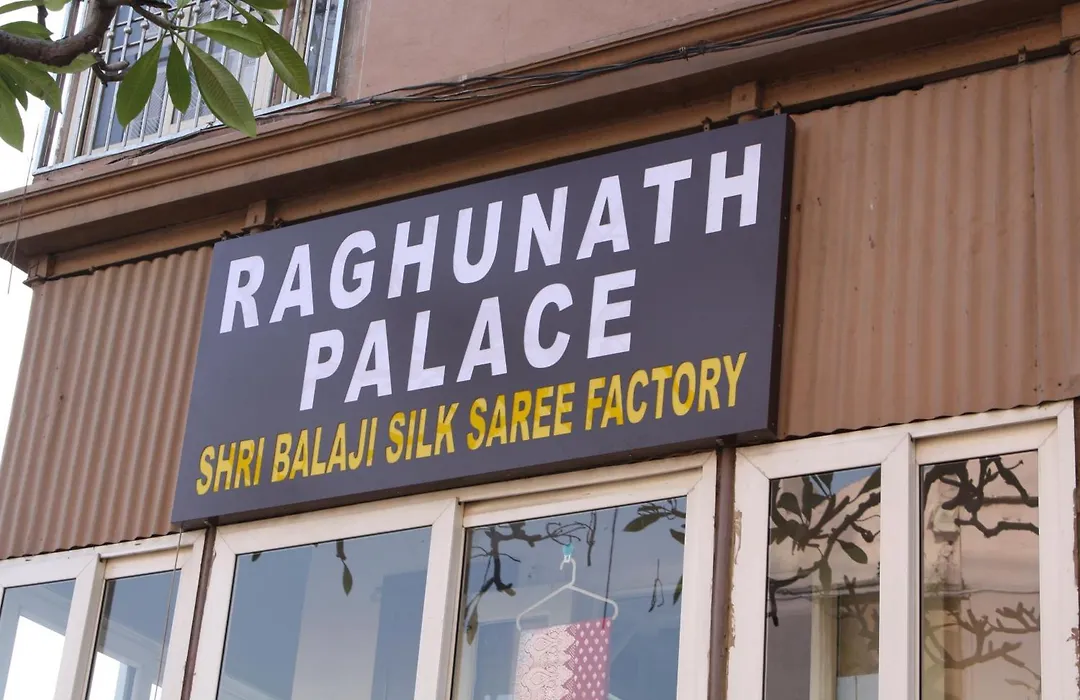 RAGHUNATH
PALACE
SHRI BALAJI SILK SAREE FACTORY